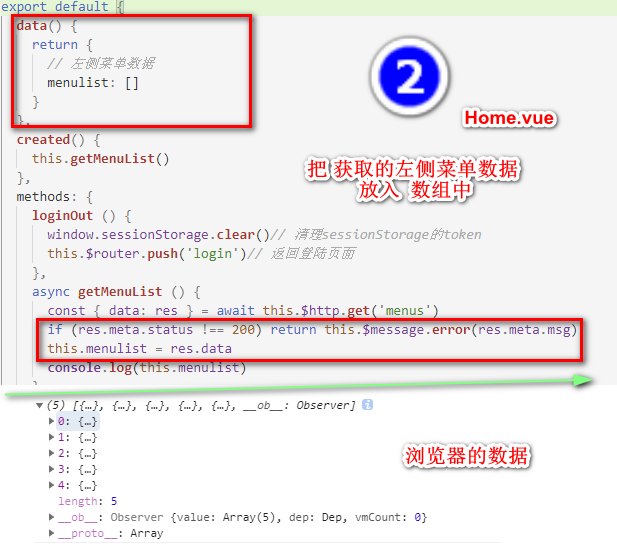 export default {
data() {
return {
// 左侧菜单数据
menulist: []
}
},
created() {
this.getMenuList()
},
methods: {
loginOut () {
window.sessionStorage.clear()// 清理sessionStorage的token
this.$router.push('login')// 返回登陆页面
},
async getMenuList () {
const { data: res } = await this.$http.get('menus')
if (res.meta.status !== 200) return this.$message.error(res.meta.msg)
this.menulist = res.data
console.log(this.menulist)
}
2
Home.vue
把 获取的左侧菜单数据
放入 数组中
▼(5) [{…}, {…}, {…}, {…}, {…}, __ob__: Observer] i
▶0: {…}
▶1: {…}
▶2: {…}
▶3: {…}
▶4: {…}
length: 5
▶__ob__: Observer {value: Array(5), dep: Dep, vmCount: 0}
▶__proto__: Array
浏览器的数据